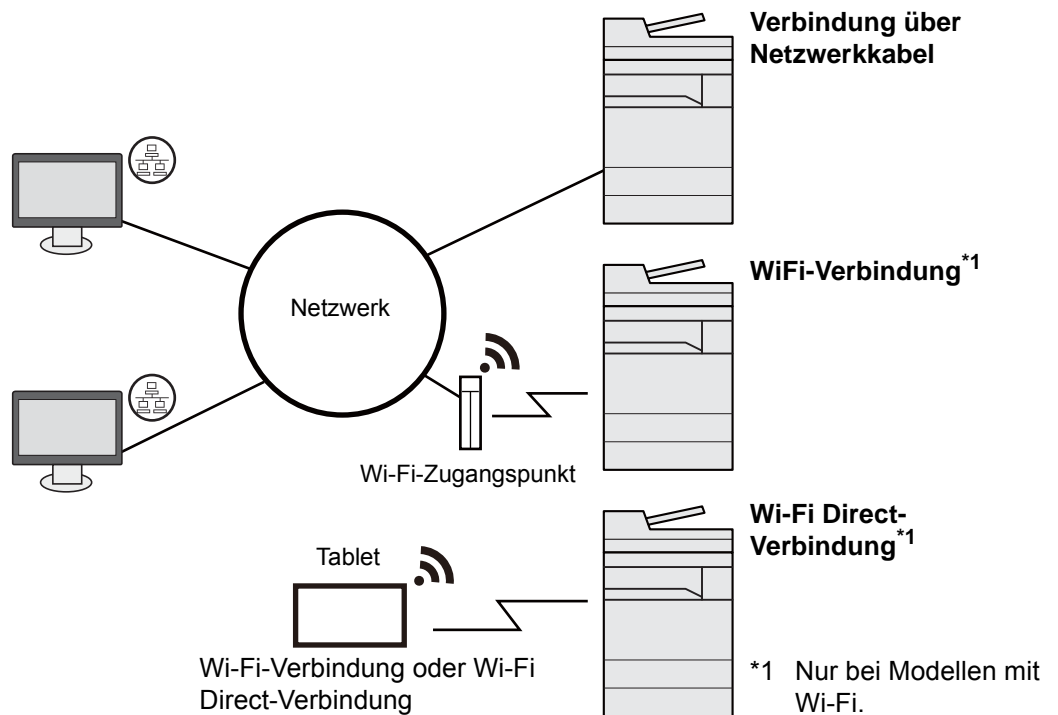 Verbindung über
Netzwerkkabel
Netzwerk
WiFi-Verbindung*1
Wi-Fi-Zugangspunkt
Wi-Fi Direct-
Verbindung*1
Tablet
Wi-Fi-Verbindung oder Wi-Fi
Direct-Verbindung
*1 Nur bei Modellen mit
Wi-Fi.